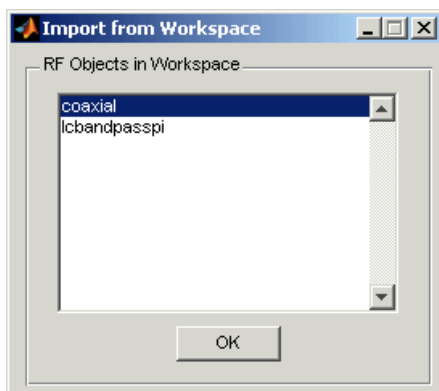 Import from Workspace
RF Objects in Workspace
coaxial
lcbandpasspi
OK